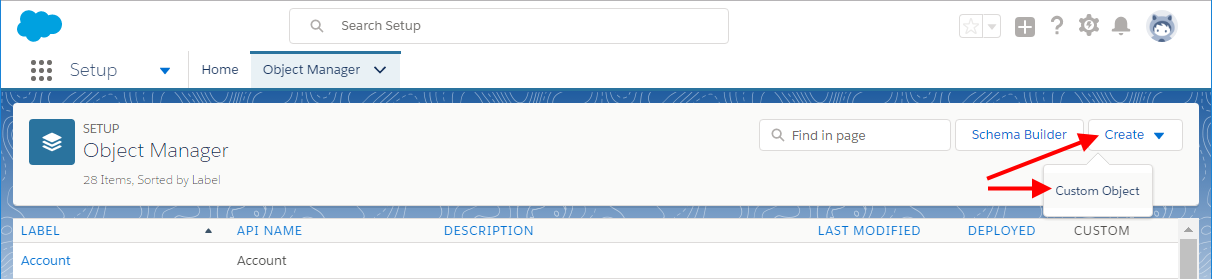 Search Setup
Setup Home Object Manager
SETUP
Object Manager
28 Items, Sorted by Label
Find in page Schema Builder Create
Custom Object
LABEL API NAME DESCRIPTION LAST MODIFIED DEPLOYED CUSTOM
Account Account